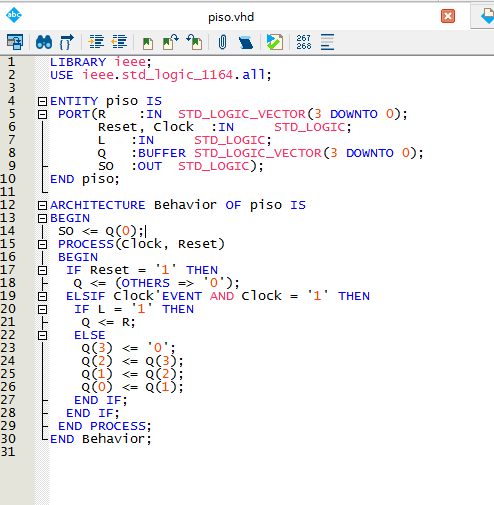 abc
piso.vhd
267
268
1 LIBRARY ieee;
2 USE ieee.std_logic_1164.all;
3
4 ENTITY piso IS
5 PORT(R :IN STD_LOGIC_VECTOR(3 DOWNTO 0);
6 Reset, Clock :IN STD_LOGIC;
7 L :IN STD_LOGIC;
8 Q :BUFFER STD_LOGIC_VECTOR(3 DOWNTO 0);
9 SO :OUT STD_LOGIC);
10 END piso;
11
12 ARCHITECTURE Behavior OF piso IS
13 BEGIN
14 SO <= Q(0);
15 PROCESS(Clock, Reset)
16 BEGIN
17 IF Reset = '1' THEN
18 Q <= (OTHERS => '0');
19 ELSIF Clock'EVENT AND Clock = '1' THEN
20 IF L = '1' THEN
21 Q <= R;
22 ELSE
23 Q(3) <= '0';
24 Q(2) <= Q(3);
25 Q(1) <= Q(2);
26 Q(0) <= Q(1);
27 END IF;
28 END IF;
29 END PROCESS;
30 END Behavior;
31